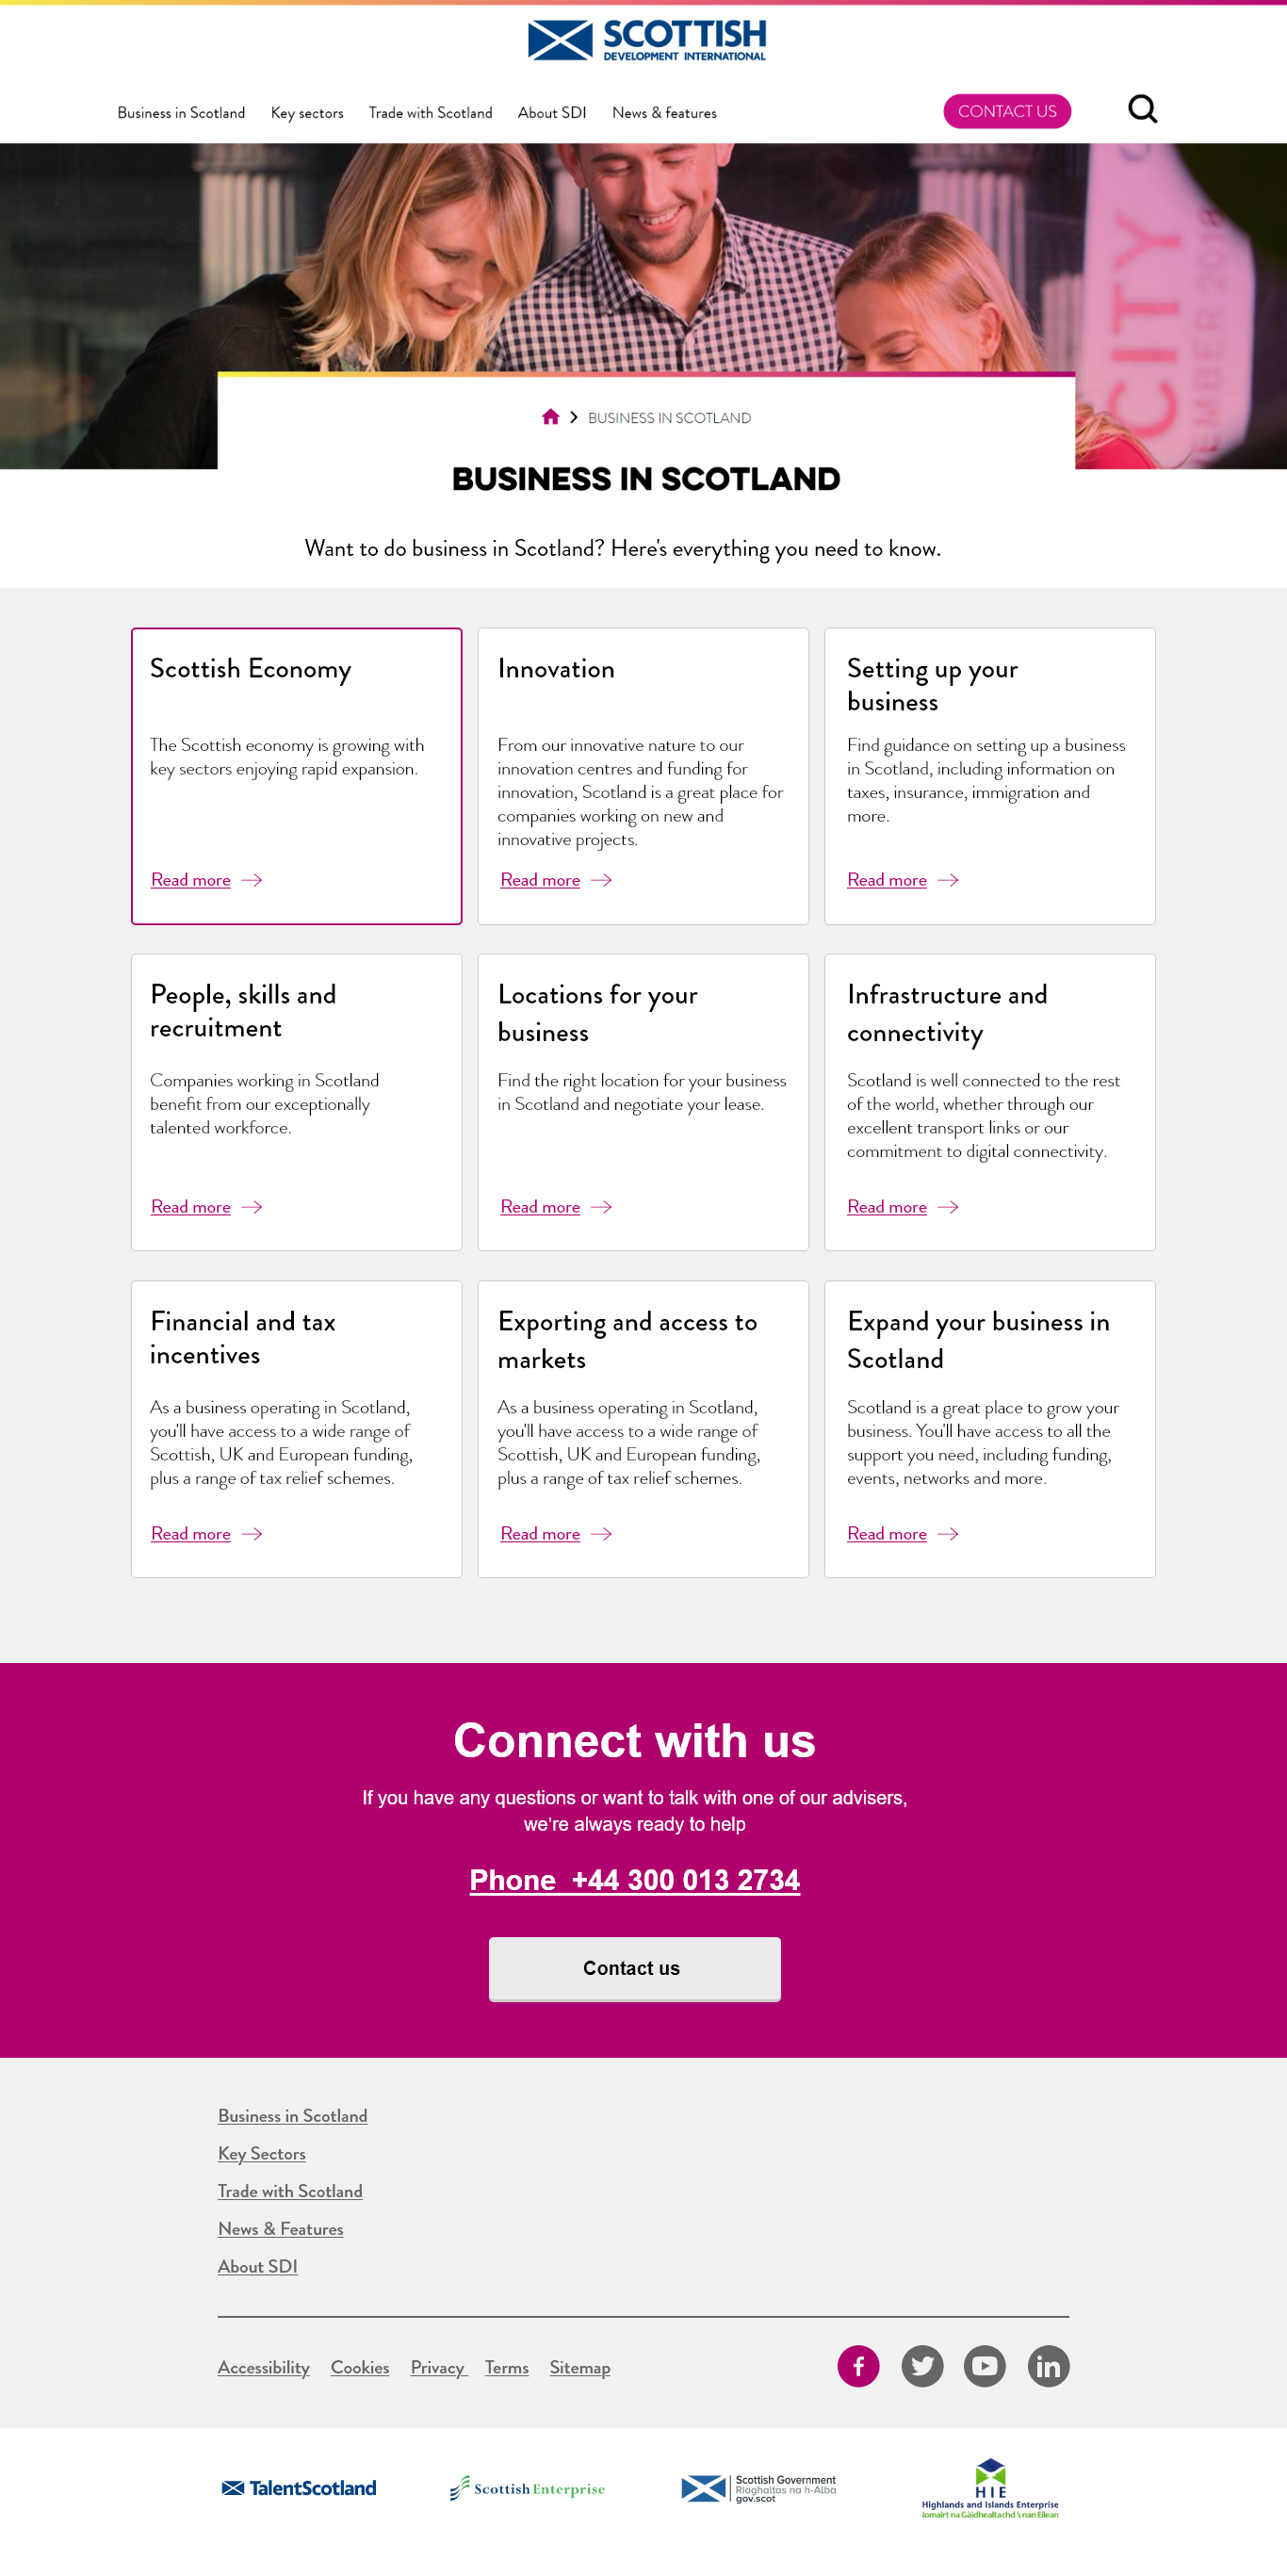 SCOTTISH
DEVELOPMENT INTERNATIONAL
Business in Scotland Key sectors Trade with Scotland About SDI News & features CONTACT US
CITY
EMBER 2018
BUSINESS IN SCOTLAND
BUSINESS IN SCOTLAND
Want to do business in Scotland? Here's everything you need to know.
Scottish Economy
The Scottish economy is growing with
key sectors enjoying rapid expansion.
Read more
Innovation
From our innovative nature to our
innovation centres and funding for
innovation, Scotland is a great place for
companies working on new and
innovative projects.
Read more
Setting up your
business
Find guidance on setting up a business
in Scotland, including information on
taxes, insurance, immigration and
more.
Read more
People, skills and
recruitment
Companies working in Scotland
benefit from our exceptionally
talented workforce.
Read more
Locations for your
business
Find the right location for your business
in Scotland and negotiate your lease.
Read more
Infrastructure and
connectivity
Scotland is well connected to the rest
of the world, whether through our
excellent transport links or our
commitment to digital connectivity.
Read more
Financial and tax
incentives
As a business operating in Scotland,
you'll have access to a wide range of
Scottish, UK and European funding,
plus a range of tax relief schemes.
Read more
Exporting and access to
markets
As a business operating in Scotland,
you'll have access to a wide range of
Scottish, UK and European funding,
plus a range of tax relief schemes.
Read more
Expand your business in
Scotland
Scotland is a great place to grow your
business. You'll have access to all the
support you need, including funding,
events, networks and more.
Read more
Connect with us
If you have any questions or want to talk with one of our advisers,
we're always ready to help
Phone +44 300 013 2734
Contact us
Business in Scotland
Key Sectors
Trade with Scotland
News & Features
About SDI
Accessibility Cookies Privacy Terms Sitemap
TalentScotland
Scottish Enterprise
Scottish Government
Riaghaltas na h-Alba
gov.scot
HIE
Highlands and Islands Enterprise
Iomairt na Gàidhealtachd 's nan Eilean